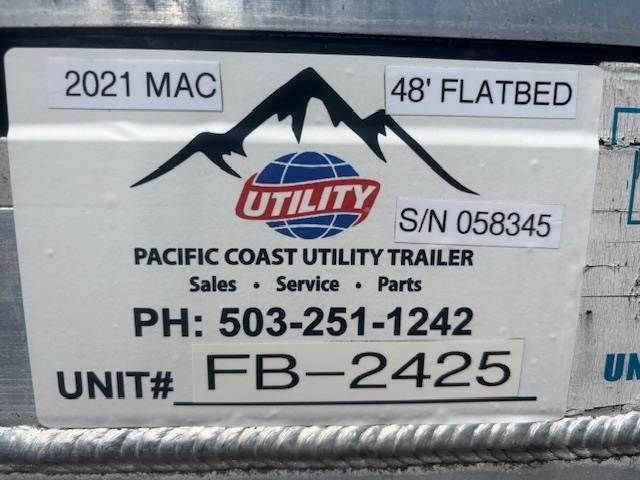 2021 MAC
48' FLATBED
UTILITY
S/N 058345
PACIFIC COAST UTILITY TRAILER
Sales • Service • Parts
PH: 503-251-1242
UNIT# FB-2425
UN